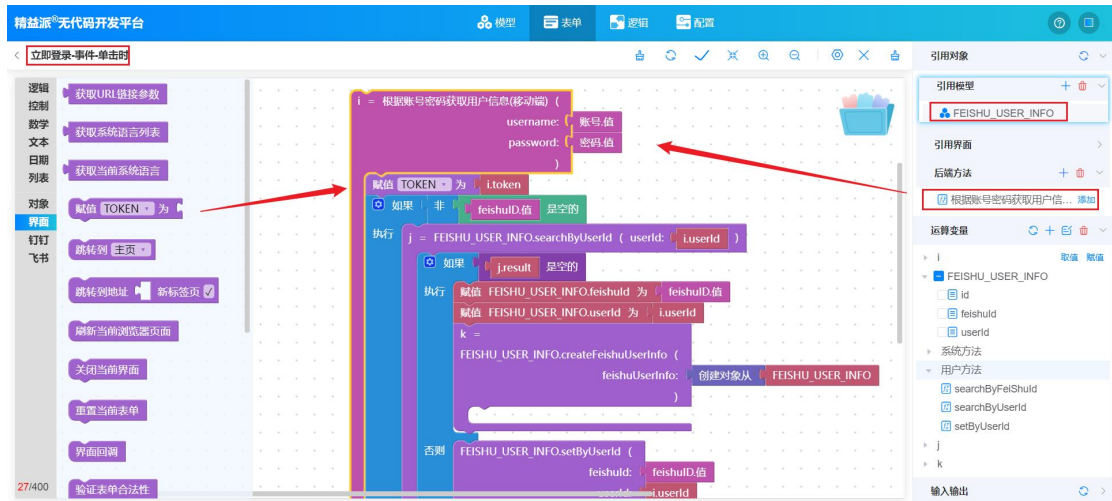 精益派®无代码开发平台
模型
表单
逻辑
配置
立即登录-事件-单击时
引用对象
逻辑
控制
数学
文本
日期
列表
对象
界面
钉钉
飞书
获取URL链接参数
获取系统语言列表
获取当前系统语言
赋值 TOKEN 为
跳转到 主页
跳转到地址 新标签页
刷新当前浏览器页面
关闭当前界面
重置当前表单
界面回调
验证表单合法性
27/400
i = 根据账号密码获取用户信息(移动端) (
username: 账号.值
password: 密码.值
)
赋值 TOKEN 为 i.token
如果 非 feishuID.值 是空的
执行 j = FEISHU_USER_INFO.searchByUserId ( userId: i.userId )
如果 j.result 是空的
执行 赋值 FEISHU_USER_INFO.feishuId 为 feishuID.值
赋值 FEISHU_USER_INFO.userId 为 i.userId
k =
FEISHU_USER_INFO.createFeishuUserInfo (
feishuUserInfo: 创建对象从 FEISHU_USER_INFO
)
否则 FEISHU_USER_INFO.setByUserId (
feishuId: feishuID.值
i.userId
引用模型
FEISHU_USER_INFO
引用界面
后端方法
根据账号密码获取用户信... 添加
运算变量
i 取值 赋值
FEISHU_USER_INFO
id
feishuId
userId
系统方法
用户方法
searchByFeiShuId
searchByUserId
setByUserId
j
k
输入输出